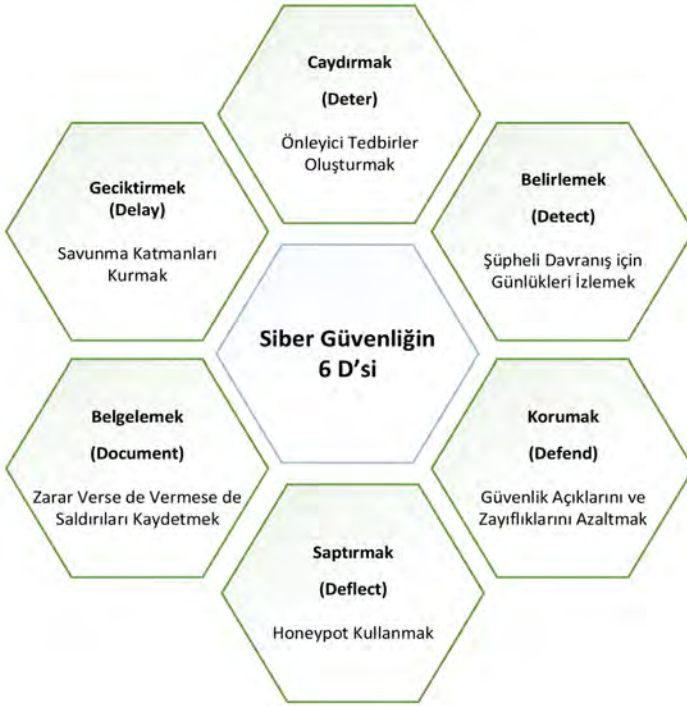 Caydırmak
(Deter)
Önleyici Tedbirler
Oluşturmak
Belirlemek
(Detect)
Şüpheli Davranış için
Günlükleri İzlemek
Korumak
(Defend)
Güvenlik Açıklarını ve
Zayıflıklarını Azaltmak
Saptırmak
(Deflect)
Honeypot Kullanmak
Belgelemek
(Document)
Zarar Verse de Vermese de
Saldırıları Kaydetmek
Geciktirmek
(Delay)
Savunma Katmanları
Kurmak
Siber Güvenliğin
6 D’si